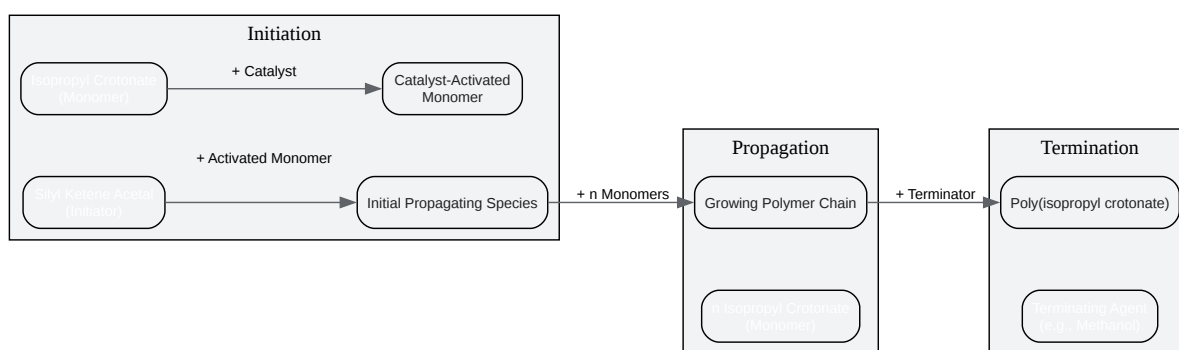 Initiation
Isopropyl Crotonate
(Monomer)
+ Catalyst
Catalyst-Activated
Monomer
+ Activated Monomer
Silyl Ketene Acetal
(Initiator)
Initial Propagating Species
+ n Monomers
Propagation
Growing Polymer Chain
n Isopropyl Crotonate
(Monomer)
+ Terminator
Termination
Poly(isopropyl crotonate)
Terminating Agent
(e.g., Methanol)